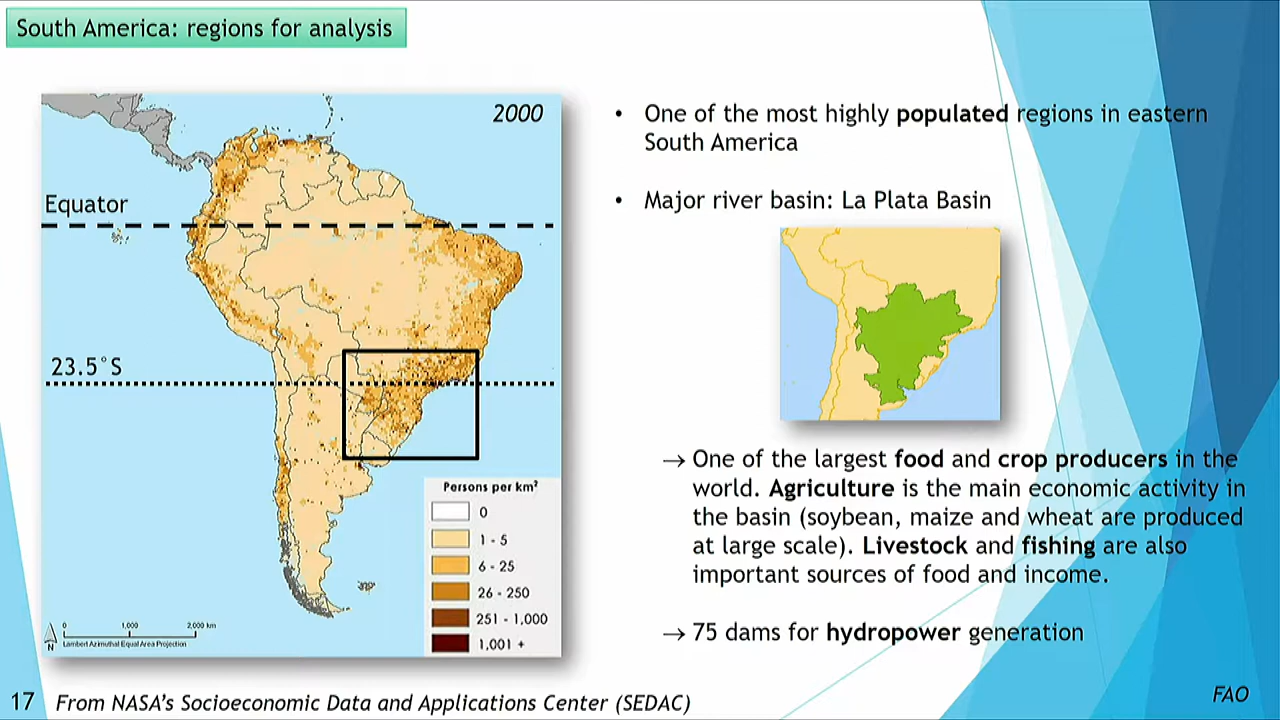 South America: regions for analysis
2000
Equator
23.5°S
Persons per km²
0
1 - 5
6 - 25
26 - 250
251 - 1,000
1,001 +
0 1,000 2,000 km
Lambert Azimuthal Equal Area Projection
N
• One of the most highly populated regions in eastern
South America
• Major river basin: La Plata Basin
→ One of the largest food and crop producers in the
world. Agriculture is the main economic activity in
the basin (soybean, maize and wheat are produced
at large scale). Livestock and fishing are also
important sources of food and income.
→ 75 dams for hydropower generation
17 From NASA's Socioeconomic Data and Applications Center (SEDAC)
FAO